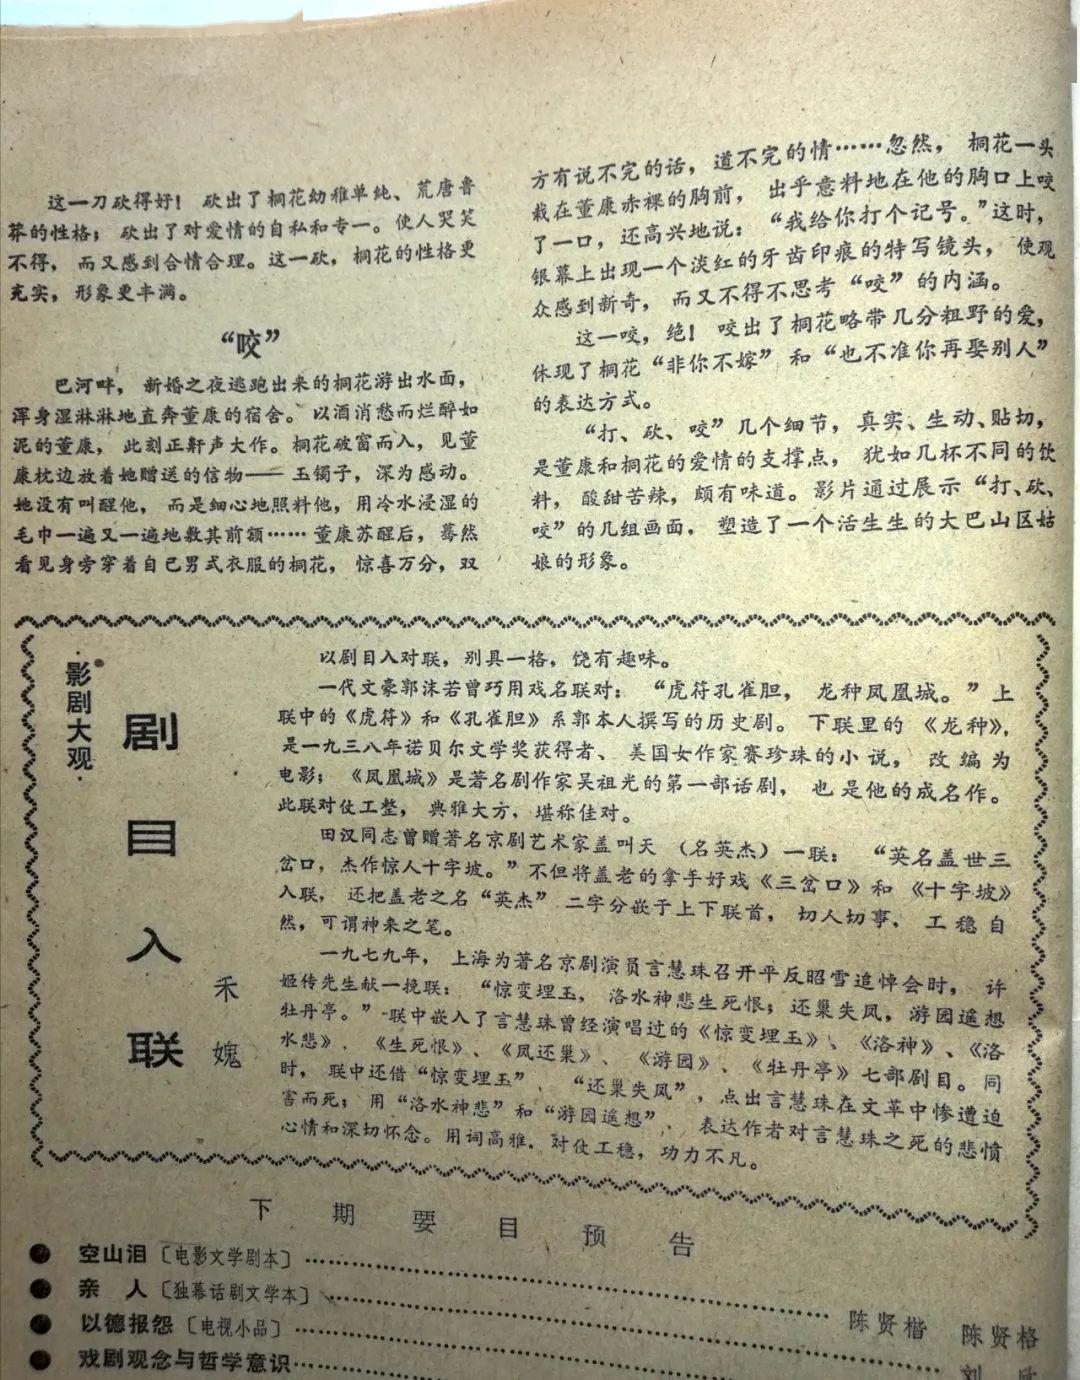 这一刀砍得好！砍出了桐花幼稚单纯、荒唐鲁
莽的性格；砍出了对爱情的自私和专一。使人哭笑
不得，而又感到合情合理。这一砍，桐花的性格更
充实，形象更丰满。
“咬”
巴河畔，新婚之夜逃跑出来的桐花游出水面，
浑身湿淋淋地直奔董康的宿舍。以酒消愁而烂醉如
泥的董康，此刻正鼾声大作。桐花破窗而入，见董
康枕边放着她赠送的信物——玉镯子，深为感动。
她没有叫醒他，而是细心地照料他，用冷水浸湿的
毛巾一遍又一遍地敷其前额……董康苏醒后，蓦然
看见身旁穿着自己男式衣服的桐花，惊喜万分，双
方有说不完的话，道不完的情……忽然，桐花一头
栽在董康赤裸的胸前，出乎意料地在他的胸口上咬
了一口，还高兴地说：“我给你打个记号。”这时，
银幕上出现一个淡红的牙齿印痕的特写镜头，使观
众感到新奇，而又不得不思考“咬”的内涵。
这一咬，绝！咬出了桐花略带几分粗野的爱，
体现了桐花“非你不嫁”和“也不准你再娶别人”
的表达方式。
“打、砍、咬”几个细节，真实、生动、贴切，
是董康和桐花的爱情的支撑点，犹如几杯不同的饮
料，酸甜苦辣，颇有味道。影片通过展示“打、砍、
咬”的几组画面，塑造了一个活生生的大巴山区姑
娘的形象。
·影剧大观·
剧目入联
禾 媿
以剧目入对联，别具一格，饶有趣味。
一代文豪郭沫若曾巧用戏名联对：“虎符孔雀胆，龙种凤凰城。”上
联中的《虎符》和《孔雀胆》系郭本人撰写的历史剧。下联里的《龙种》，
是一九三八年诺贝尔文学奖获得者、美国女作家赛珍珠的小说，改编为
电影；《凤凰城》是著名剧作家吴祖光的第一部话剧，也是他的成名作。
此联对仗工整，典雅大方，堪称佳对。
田汉同志曾赠著名京剧艺术家盖叫天（名英杰）一联：“英名盖世三
岔口，杰作惊人十字坡。”不但将盖老的拿手好戏《三岔口》和《十字坡》
入联，还把盖老之名“英杰”二字分嵌于上下联首，切人切事，工稳自
然，可谓神来之笔。
一九七九年，上海为著名京剧演员言慧珠召开平反昭雪追悼会时，许
姬传先生献一挽联：“惊变埋玉，洛水神悲生死恨；还巢失凤，游园遥想
牡丹亭。”联中嵌入了言慧珠曾经演唱过的《惊变埋玉》、《洛神》、《洛
水悲》、《生死恨》、《凤还巢》、《游园》、《牡丹亭》七部剧目。同
时，联中还借“惊变埋玉”、“还巢失凤”，点出言慧珠在文革中惨遭迫
害而死；用“洛水神悲”和“游园遥想”，表达作者对言慧珠之死的悲愤
心情和深切怀念。用词高雅，对仗工稳，功力不凡。
下期要目预告
● 空山泪〔电影文学剧本〕……………………………陈贤楷 陈贤格
● 亲 人〔独幕话剧文学本〕……………………………刘
● 以德报怨〔电视小品〕……………………………
● 戏剧观念与哲学意识……………………………